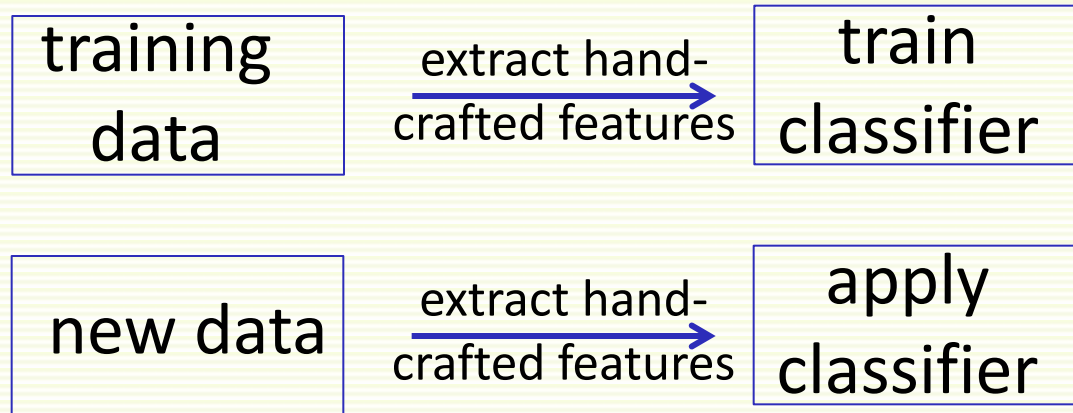 training
data
extract hand-
crafted features
train
classifier
new data
extract hand-
crafted features
apply
classifier